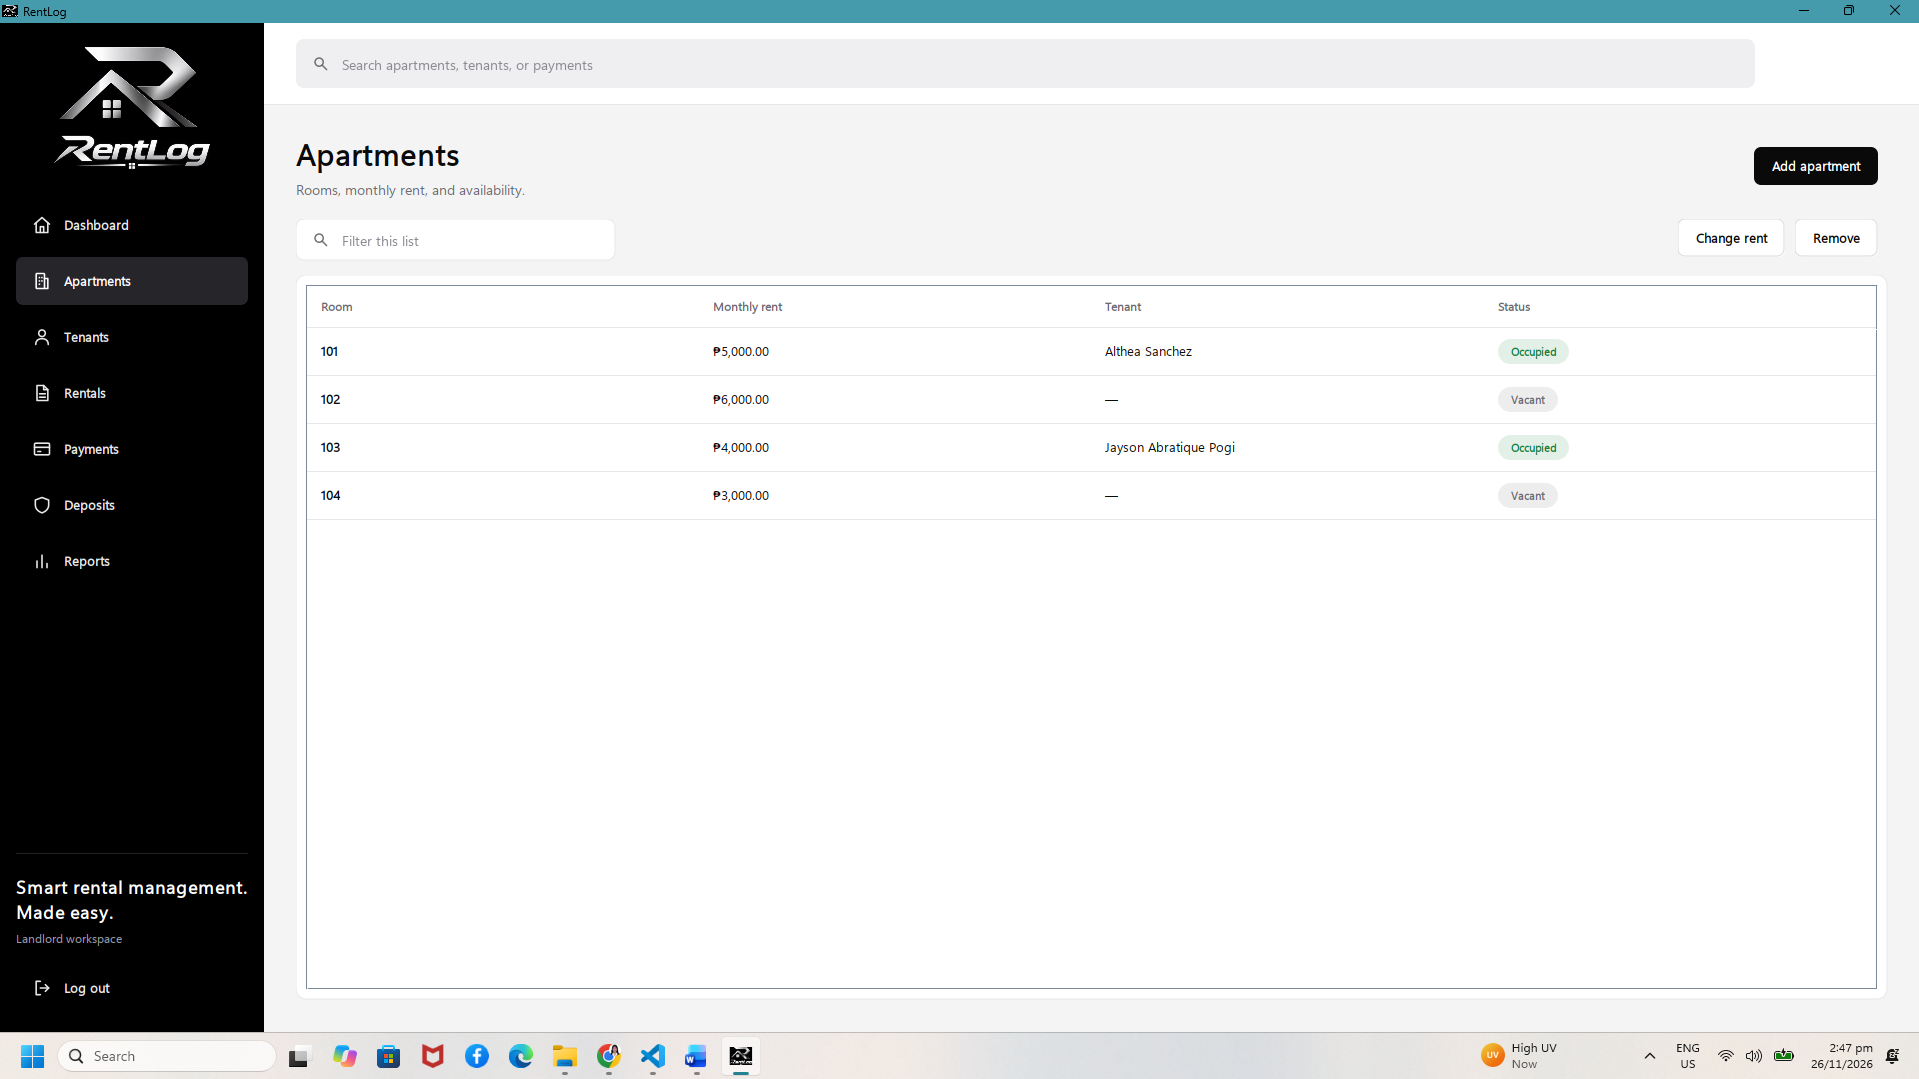 RentLog
RentLog
Search apartments, tenants, or payments
Dashboard
Apartments
Tenants
Rentals
Payments
Deposits
Reports
Smart rental management.
Made easy.
Landlord workspace
Log out
Apartments
Rooms, monthly rent, and availability.
Add apartment
Filter this list
Change rent
Remove
Room Monthly rent Tenant Status
101 ₱5,000.00 Althea Sanchez Occupied
102 ₱6,000.00 — Vacant
103 ₱4,000.00 Jayson Abratique Pogi Occupied
104 ₱3,000.00 — Vacant
Search
UV
High UV
Now
ENG
US
2:47 pm
26/11/2026